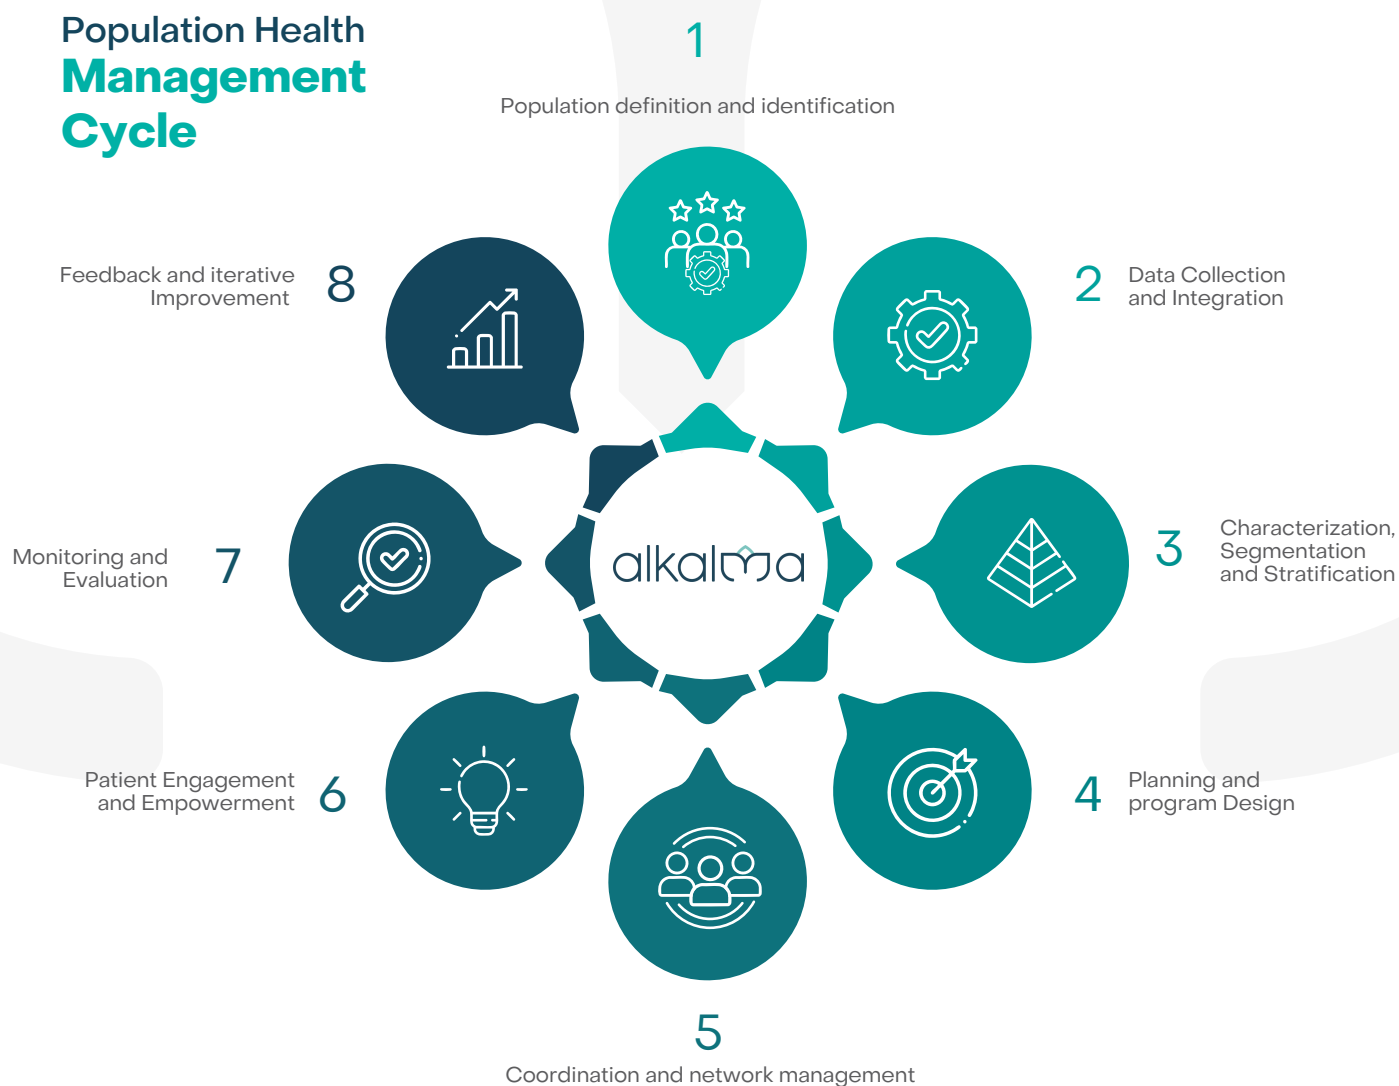 Population Health
Management
Cycle
1
Population definition and identification
2
Data Collection
and Integration
3
Characterization,
Segmentation
and Stratification
4
Planning and
program Design
5
Coordination and network management
6
Patient Engagement
and Empowerment
7
Monitoring and
Evaluation
8
Feedback and iterative
Improvement
alkalma